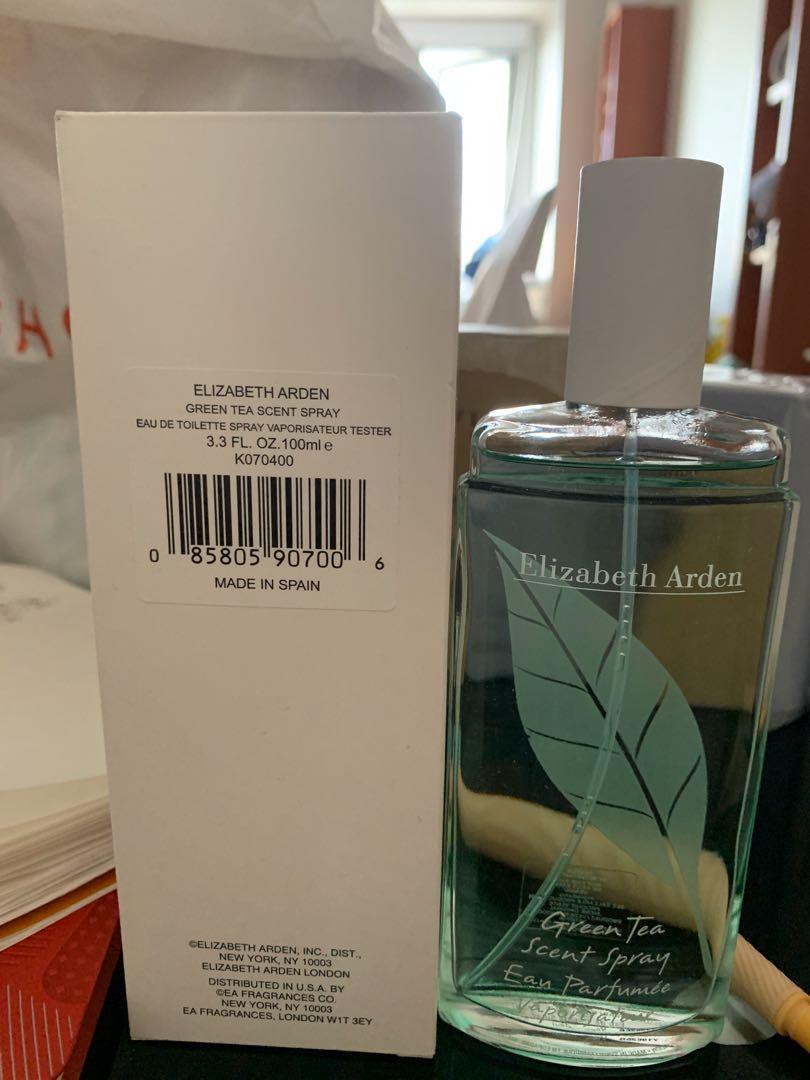 ELIZABETH ARDEN
GREEN TEA SCENT SPRAY
EAU DE TOILETTE SPRAY VAPORISATEUR TESTER
3.3 FL. OZ.100ml e
K070400
0 85805 90700 6
MADE IN SPAIN
©ELIZABETH ARDEN, INC., DIST.,
NEW YORK, NY 10003
ELIZABETH ARDEN LONDON
DISTRIBUTED IN U.S.A. BY
©EA FRAGRANCES CO.
NEW YORK, NY 10003
EA FRAGRANCES, LONDON W1T 3EY
Elizabeth Arden
Green Tea
Scent Spray
Eau Parfumée
Vaporisateur